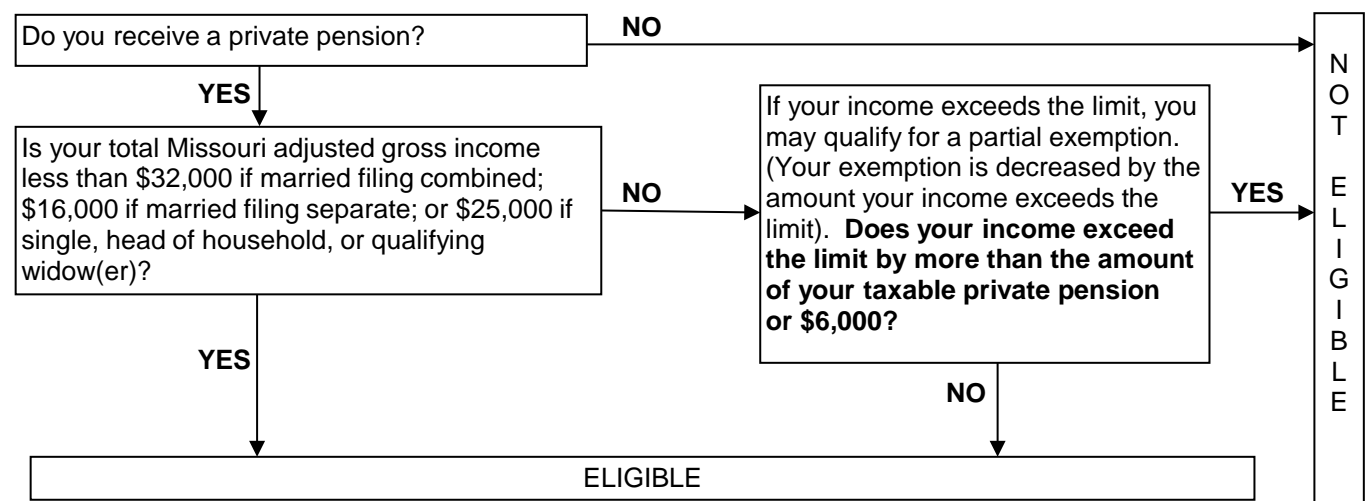 Do you receive a private pension?
NO
YES
Is your total Missouri adjusted gross income
less than $32,000 if married filing combined;
$16,000 if married filing separate; or $25,000 if
single, head of household, or qualifying
widow(er)?
NO
If your income exceeds the limit, you
may qualify for a partial exemption.
(Your exemption is decreased by the
amount your income exceeds the
limit). Does your income exceed
the limit by more than the amount
of your taxable private pension
or $6,000?
YES
YES
NO
ELIGIBLE
N
O
T
E
L
I
G
I
B
L
E